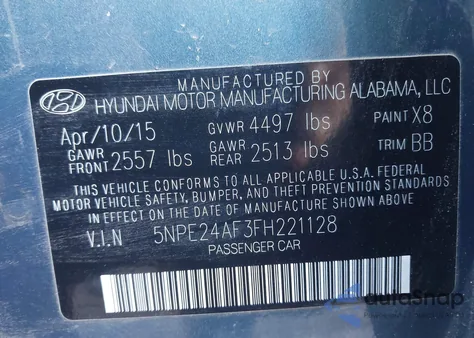 MANUFACTURED BY
HYUNDAI MOTOR MANUFACTURING ALABAMA, LLC
Apr/10/15 GVWR 4497 lbs PAINT X8
GAWR FRONT 2557 lbs GAWR REAR 2513 lbs TRIM BB
THIS VEHICLE CONFORMS TO ALL APPLICABLE U.S.A FEDERAL
MOTOR VEHICLE SAFETY, BUMPER, AND THEFT PREVENTION STANDARDS
IN EFFECT ON THE DATE OF MANUFACTURE SHOWN ABOVE.
V.I.N 5NPE24AF3FH221128
PASSENGER CAR
autoSnap